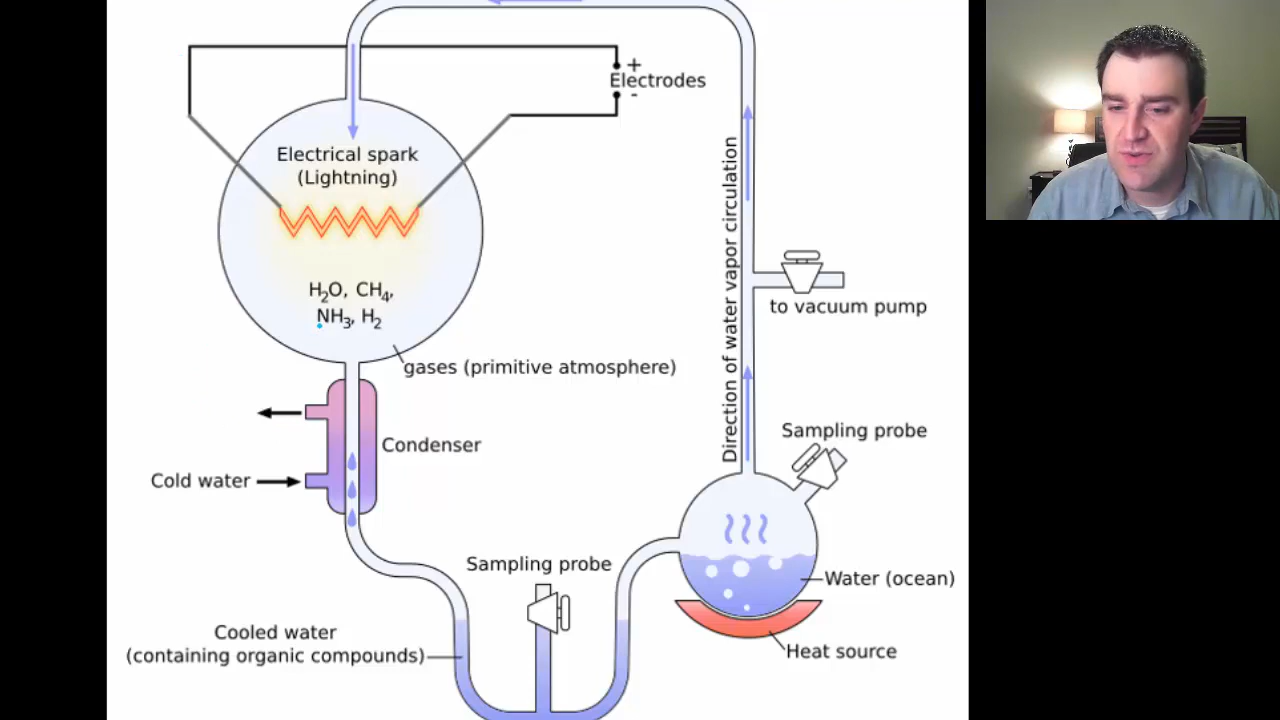 +
Electrodes
-
Electrical spark
(Lightning)
H₂O, CH₄,
NH₃, H₂
gases (primitive atmosphere)
Direction of water vapor circulation
to vacuum pump
Sampling probe
Condenser
Cold water
Sampling probe
Water (ocean)
Cooled water
(containing organic compounds)
Heat source